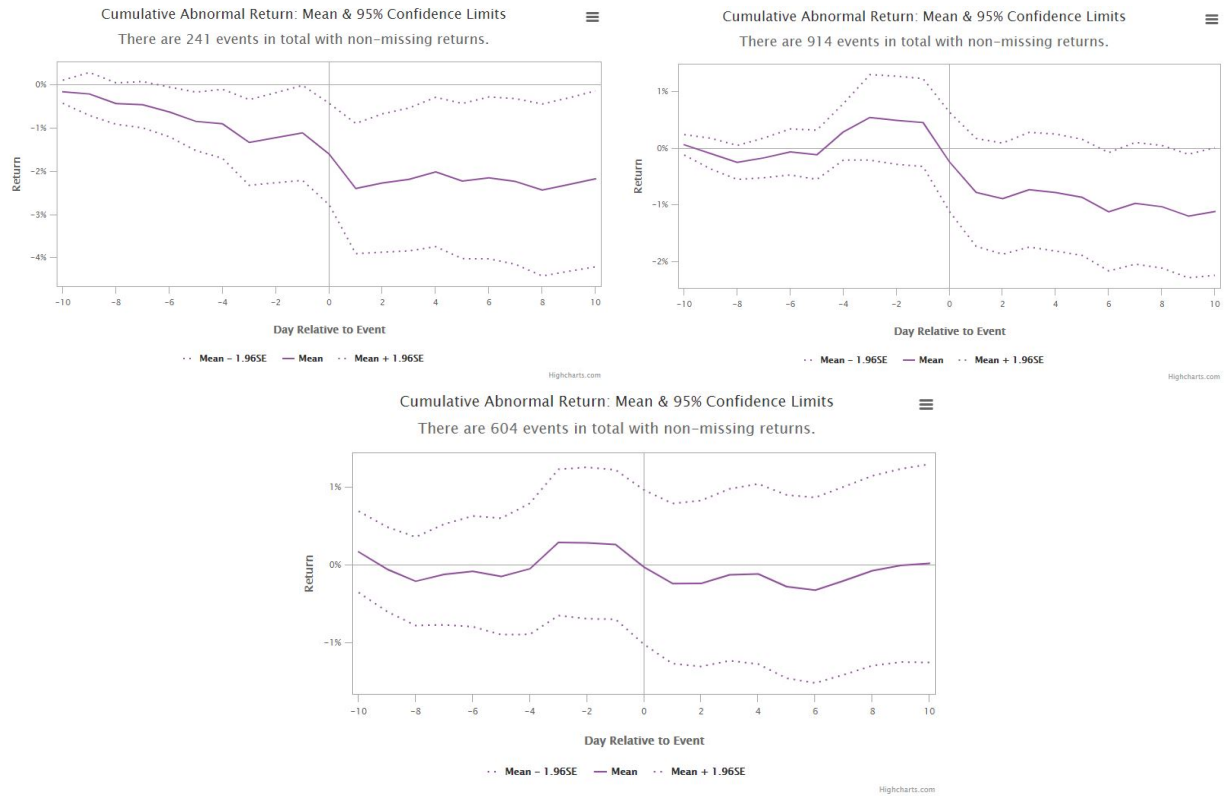 Cumulative Abnormal Return: Mean & 95% Confidence Limits
There are 241 events in total with non-missing returns.
0%
-1%
-2%
-3%
-4%
Return
-10 -8 -6 -4 -2 0 2 4 6 8 10
Day Relative to Event
Mean - 1.96SE Mean Mean + 1.96SE
Highcharts.com
Cumulative Abnormal Return: Mean & 95% Confidence Limits
There are 914 events in total with non-missing returns.
1%
0%
-1%
-2%
Return
-10 -8 -6 -4 -2 0 2 4 6 8 10
Day Relative to Event
Mean - 1.96SE Mean Mean + 1.96SE
Highcharts.com
Cumulative Abnormal Return: Mean & 95% Confidence Limits
There are 604 events in total with non-missing returns.
1%
0%
-1%
Return
-10 -8 -6 -4 -2 0 2 4 6 8 10
Day Relative to Event
Mean - 1.96SE Mean Mean + 1.96SE
Highcharts.com